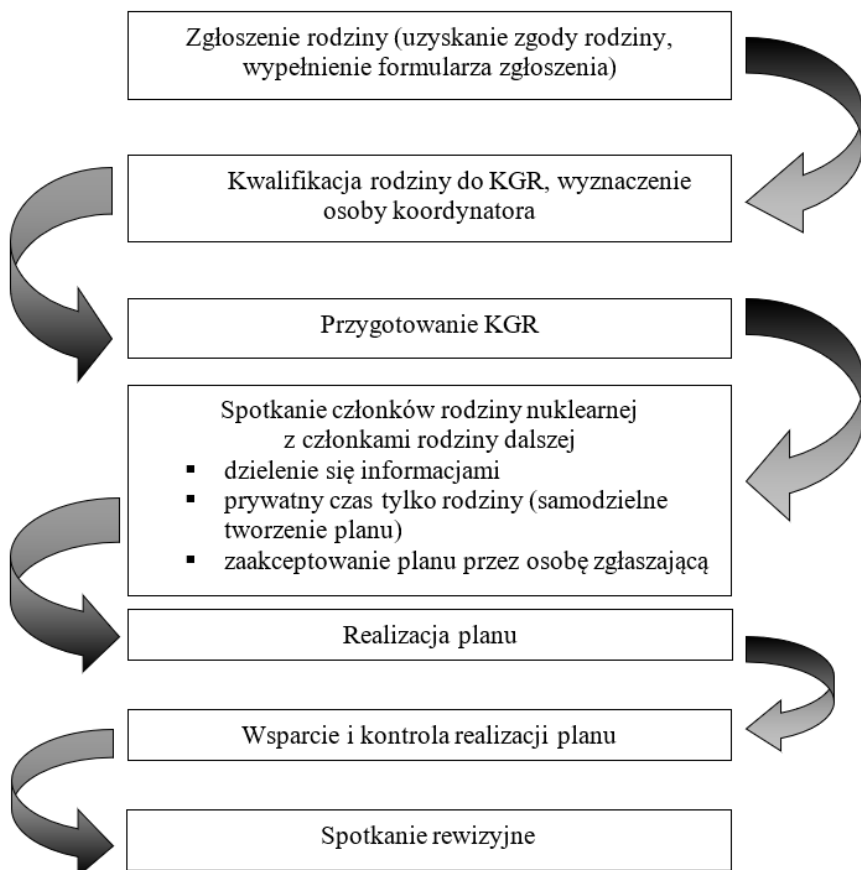 Zgłoszenie rodziny (uzyskanie zgody rodziny,
wypełnienie formularza zgłoszenia)
Kwalifikacja rodziny do KGR, wyznaczenie
osoby koordynatora
Przygotowanie KGR
Spotkanie członków rodziny nuklearnej
z członkami rodziny dalszej
▪ dzielenie się informacjami
▪ prywatny czas tylko rodziny (samodzielne
tworzenie planu)
▪ zaakceptowanie planu przez osobę zgłaszającą
Realizacja planu
Wsparcie i kontrola realizacji planu
Spotkanie rewizyjne